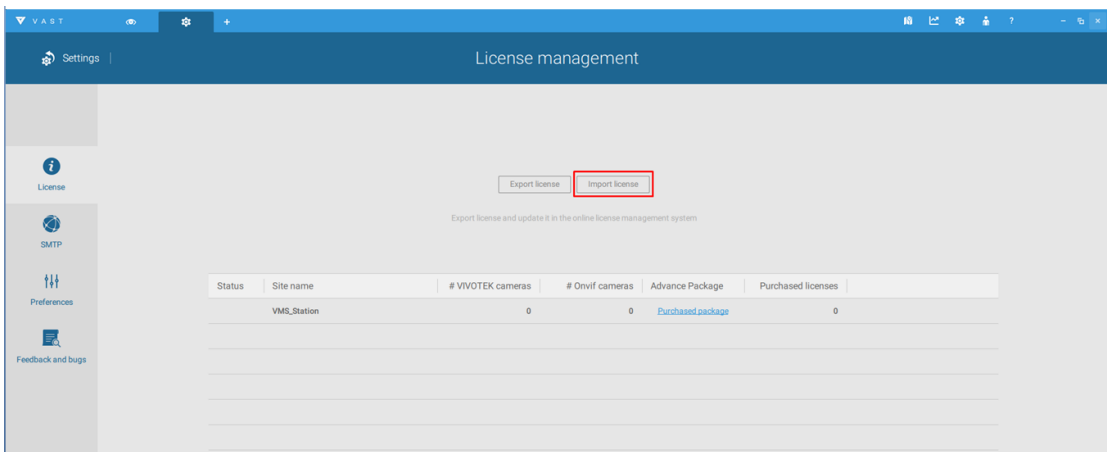 VAST + ?
Settings
License management
License
SMTP
Preferences
Feedback and bugs
Export license Import license
Export license and update it in the online license management system
Status Site name # VIVOTEK cameras # Onvif cameras Advance Package Purchased licenses
VMS_Station 0 0 Purchased package 0